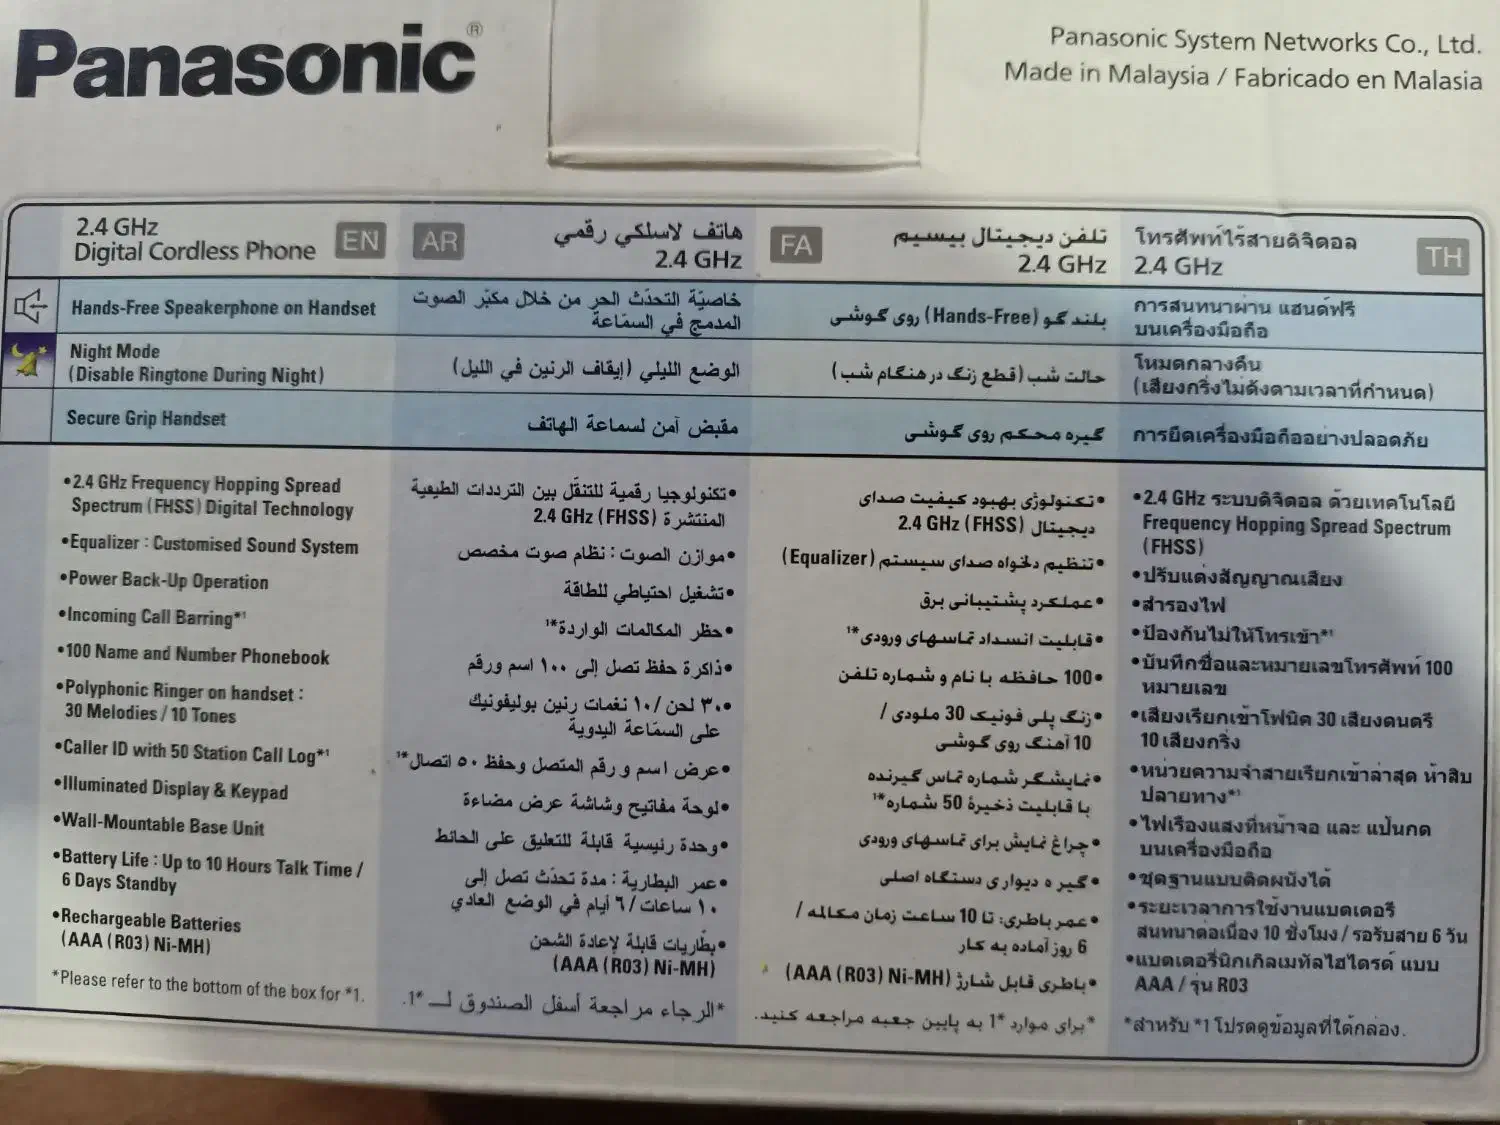 Panasonic®
Panasonic System Networks Co., Ltd.
Made in Malaysia / Fabricado en Malasia
2.4 GHz
Digital Cordless Phone
EN
Hands-Free Speakerphone on Handset
Night Mode
(Disable Ringtone During Night)
Secure Grip Handset
•2.4 GHz Frequency Hopping Spread
Spectrum (FHSS) Digital Technology
•Equalizer : Customised Sound System
•Power Back-Up Operation
•Incoming Call Barring*1
•100 Name and Number Phonebook
•Polyphonic Ringer on handset :
30 Melodies / 10 Tones
•Caller ID with 50 Station Call Log*1
•Illuminated Display & Keypad
•Wall-Mountable Base Unit
•Battery Life : Up to 10 Hours Talk Time /
6 Days Standby
•Rechargeable Batteries
(AAA (R03) Ni-MH)
*Please refer to the bottom of the box for *1.
AR
هاتف لاسلكي رقمي
2.4 GHz
خاصيّة التحدّث الحر من خلال مكبّر الصوت
المدمج في السمّاعة
الوضع الليلي (إيقاف الرنين في الليل)
مقبض آمن لسماعة الهاتف
•تكنولوجيا رقمية للتنقّل بين الترددات الطيفية
المنتشرة 2.4 GHz (FHSS)
•موازن الصوت : نظام صوت مخصص
•تشغيل احتياطي للطاقة
•حظر المكالمات الواردة*1
•ذاكرة حفظ تصل إلى ١٠٠ اسم ورقم
•٣٠ لحن /١٠ نغمات رنين بوليفونيك
على السمّاعة اليدوية
•عرض اسم و رقم المتصل وحفظ ٥٠ اتصال*1
•لوحة مفاتيح وشاشة عرض مضاءة
•وحدة رئيسية قابلة للتعليق على الحائط
•عمر البطارية : مدة تحدّث تصل إلى
١٠ ساعات /٦ أيام في الوضع العادي
•بطّاريات قابلة لإعادة الشحن
(AAA (R03) Ni-MH)
*الرجاء مراجعة أسفل الصندوق لـــ *1.
FA
تلفن دیجیتال بیسیم
2.4 GHz
بلند گو (Hands-Free) روی گوشی
حالت شب (قطع زنگ در هنگام شب)
گیره محکم روی گوشی
•تکنولوژی بهبود کیفیت صدای
دیجیتال 2.4 GHz (FHSS)
•تنظیم دلخواه صدای سیستم (Equalizer)
•عملکرد پشتیبانی برق
•قابلیت انسداد تماسهای ورودی*1
•100 حافظه با نام و شماره تلفن
•زنگ پلی فونیک 30 ملودی /
10 آهنگ روی گوشی
•نمایشگر شماره تماس گیرنده
با قابلیت ذخیرۀ 50 شماره*1
•چراغ نمایش برای تماسهای ورودی
•گیر ه دیواری دستگاه اصلی
•عمر باطری: تا 10 ساعت زمان مکالمه /
6 روز آماده به کار
•باطری قابل شارژ (AAA (R03) Ni-MH)
*برای موارد *1 به پایین جعبه مراجعه کنید.
โทรศัพท์ไร้สายดิจิตอล
2.4 GHz
TH
การสนทนาผ่าน แฮนด์ฟรี
บนเครื่องมือถือ
โหมดกลางคืน
(เสียงกริ่งไม่ดังตามเวลาที่กำหนด)
การยึดเครื่องมือถืออย่างปลอดภัย
•2.4 GHz ระบบดิจิตอล ด้วยเทคโนโลยี
Frequency Hopping Spread Spectrum
(FHSS)
•ปรับแต่งสัญญาณเสียง
•สำรองไฟ
•ป้องกันไม่ให้โทรเข้า*1
•บันทึกชื่อและหมายเลขโทรศัพท์ 100
หมายเลข
•เสียงเรียกเข้าโฟนิค 30 เสียงดนตรี
10 เสียงกริ่ง
•หน่วยความจำสายเรียกเข้าล่าสุด ห้าสิบ
ปลายทาง*1
•ไฟเรืองแสงที่หน้าจอ และ แป้นกด
บนเครื่องมือถือ
•ชุดฐานแบบติดผนังได้
•ระยะเวลาการใช้งานแบตเตอรี่
สนทนาต่อเนื่อง 10 ชั่วโมง / รอรับสาย 6 วัน
•แบตเตอรี่นิกเกิลเมทัลไฮไดรด์ แบบ
AAA / รุ่น R03
*สำหรับ *1 โปรดดูข้อมูลที่ใต้กล่อง.